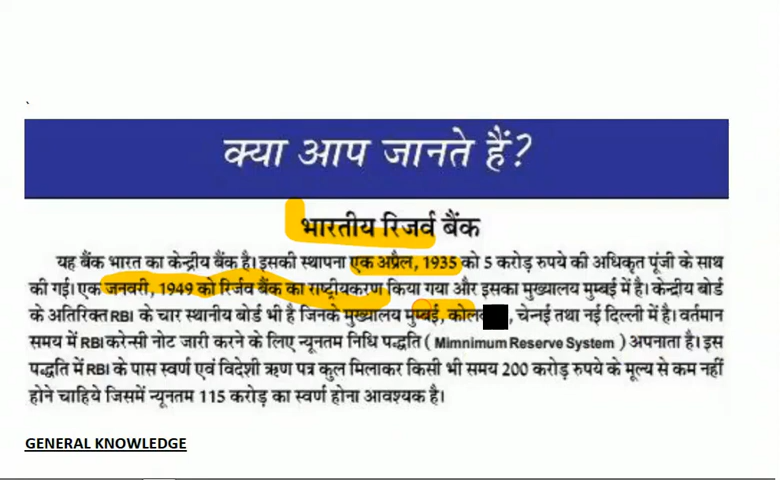 क्या आप जानते हैं?
भारतीय रिजर्व बैंक
यह बैंक भारत का केन्द्रीय बैंक है। इसकी स्थापना एक अप्रैल, 1935 को 5 करोड़ रुपये की अधिकृत पूंजी के साथ
की गई। एक जनवरी, 1949 को रिर्जव बैंक का राष्ट्रीयकरण किया गया और इसका मुख्यालय मुम्बई में है। केन्द्रीय बोर्ड
के अतिरिक्त RBI के चार स्थानीय बोर्ड भी है जिनके मुख्यालय मुम्बई, चेन्नई तथा नई दिल्ली में है। वर्तमान
समय में RBI करेन्सी नोट जारी करने के लिए न्यूनतम निधि पद्धति ( Mimnimum Reserve System ) अपनाता है। इस
पद्धति में RBI के पास स्वर्ण एवं विदेशी ऋण पत्र कुल मिलाकर किसी भी समय 200 करोड़ रुपये के मूल्य से कम नहीं
होने चाहिये जिसमें न्यूनतम 115 करोड़ का स्वर्ण होना आवश्यक है।
GENERAL KNOWLEDGE